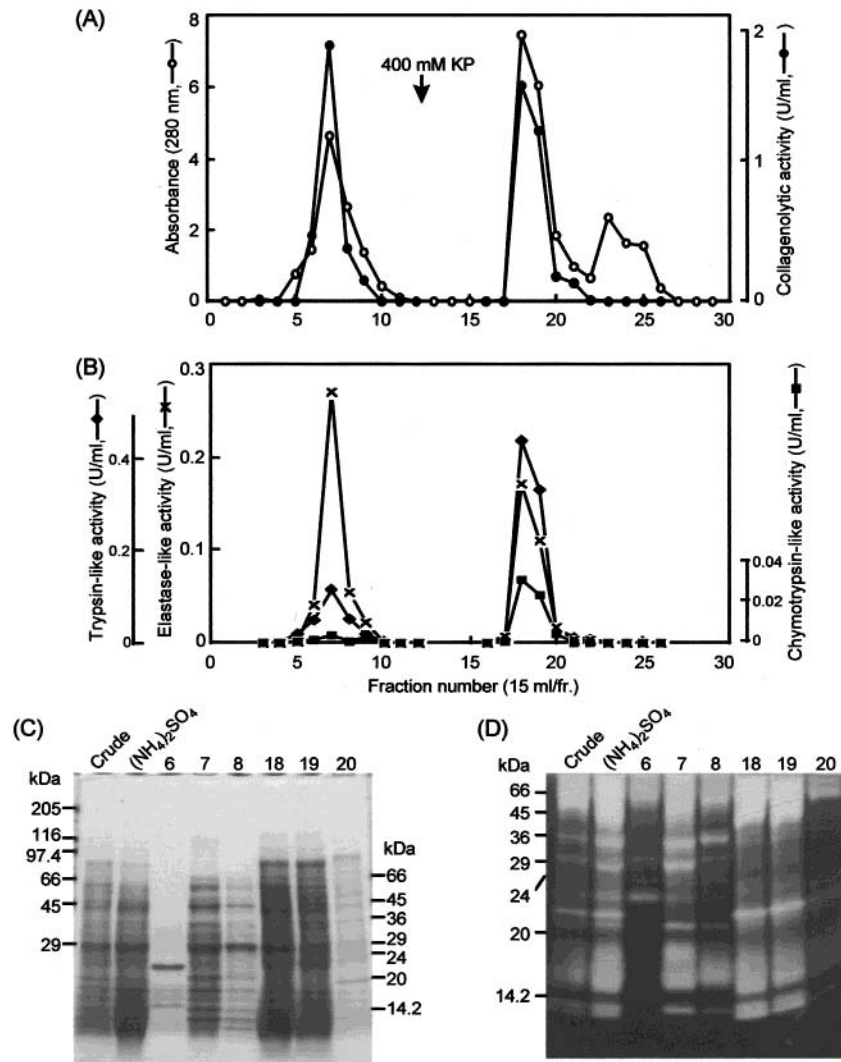 (A)
Absorbance (280 nm, —○—)
8
6
4
2
0
400 mM KP
2
1
0
Collagenolytic activity (U/ml, —●—)
0 5 10 15 20 25 30
(B)
Trypsin-like activity (U/ml, —◆—)
0.4
0.2
0
Elastase-like activity (U/ml, —×—)
0.3
0.2
0.1
0
0.04
0.02
0
Chymotrypsin-like activity (U/ml, —■—)
0 5 10 15 20 25 30
Fraction number (15 ml/fr.)
(C)
Crude (NH₄)₂SO₄ 6 7 8 18 19 20
kDa
205
116
97.4
66
45
29
kDa
66
45
36
29
24
20
14.2
(D)
Crude (NH₄)₂SO₄ 6 7 8 18 19 20
kDa
66
45
36
29
24
20
14.2